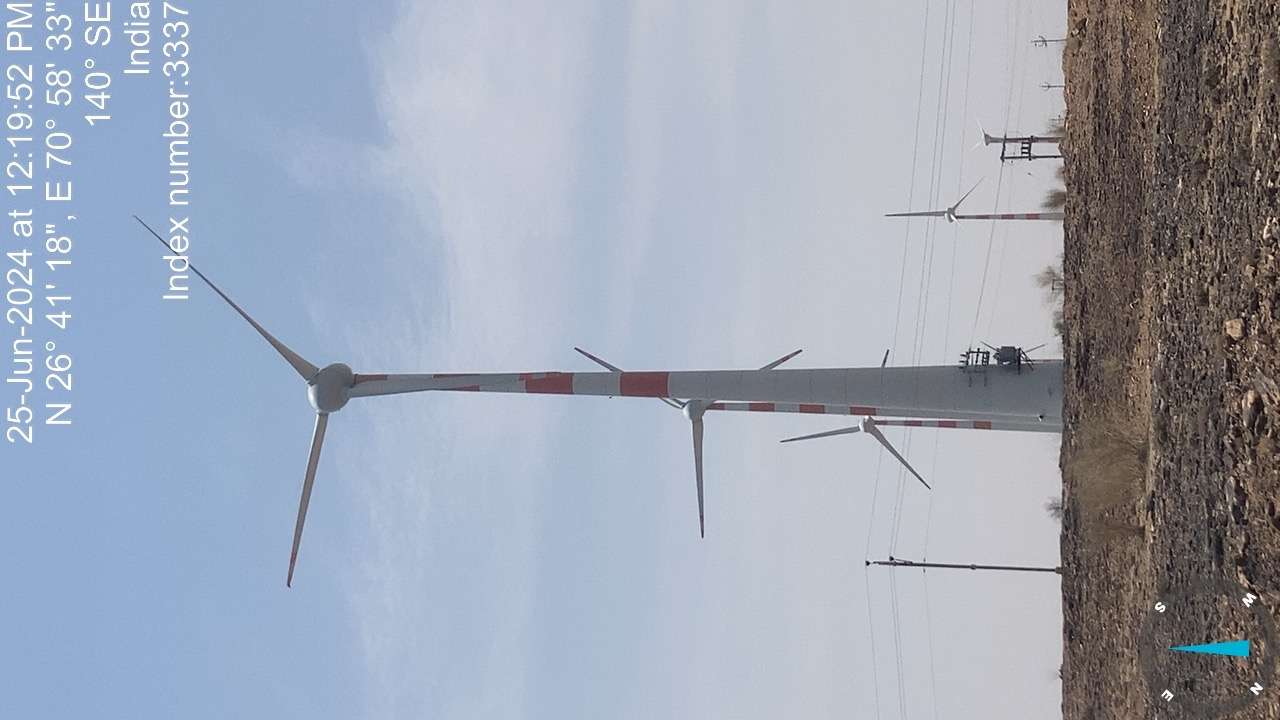 25-Jun-2024 at 12:19:52 PM
N 26° 41' 18", E 70° 58' 33"
140° SE
India
Index number:3337
S
W
E
N